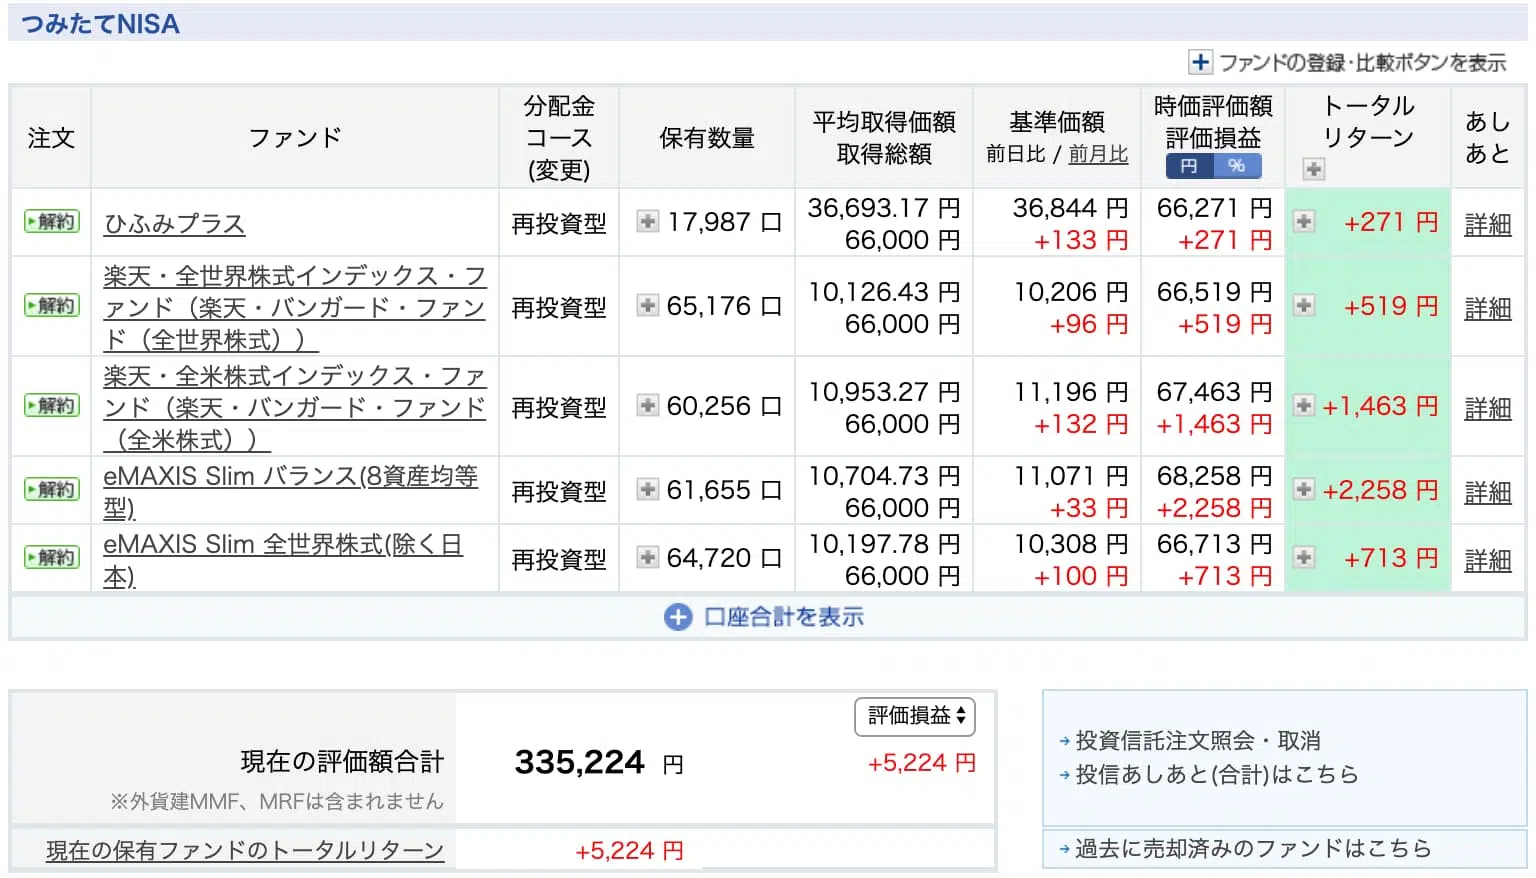 つみたてNISA
ファンドの登録・比較ボタンを表示
注文
ファンド
分配金
コース
(変更)
保有数量
平均取得価額
取得総額
基準価額
前日比 / 前月比
時価評価額
評価損益
円 %
トータル
リターン
あし
あと
解約
ひふみプラス
再投資型
17,987 口
36,693.17 円
66,000 円
36,844 円
+133 円
66,271 円
+271 円
+271 円
詳細
解約
楽天・全世界株式インデックス・フ
ァンド（楽天・バンガード・ファン
ド（全世界株式））
再投資型
65,176 口
10,126.43 円
66,000 円
10,206 円
+96 円
66,519 円
+519 円
+519 円
詳細
解約
楽天・全米株式インデックス・ファ
ンド（楽天・バンガード・ファンド
（全米株式））
再投資型
60,256 口
10,953.27 円
66,000 円
11,196 円
+132 円
67,463 円
+1,463 円
+1,463 円
詳細
解約
eMAXIS Slim バランス(8資産均等
型)
再投資型
61,655 口
10,704.73 円
66,000 円
11,071 円
+33 円
68,258 円
+2,258 円
+2,258 円
詳細
解約
eMAXIS Slim 全世界株式(除く日
本)
再投資型
64,720 口
10,197.78 円
66,000 円
10,308 円
+100 円
66,713 円
+713 円
+713 円
詳細
口座合計を表示
評価損益
現在の評価額合計
335,224 円
+5,224 円
※外貨建MMF、MRFは含まれません
現在の保有ファンドのトータルリターン
+5,224 円
投資信託注文照会・取消
投信あしあと(合計)はこちら
過去に売却済みのファンドはこちら